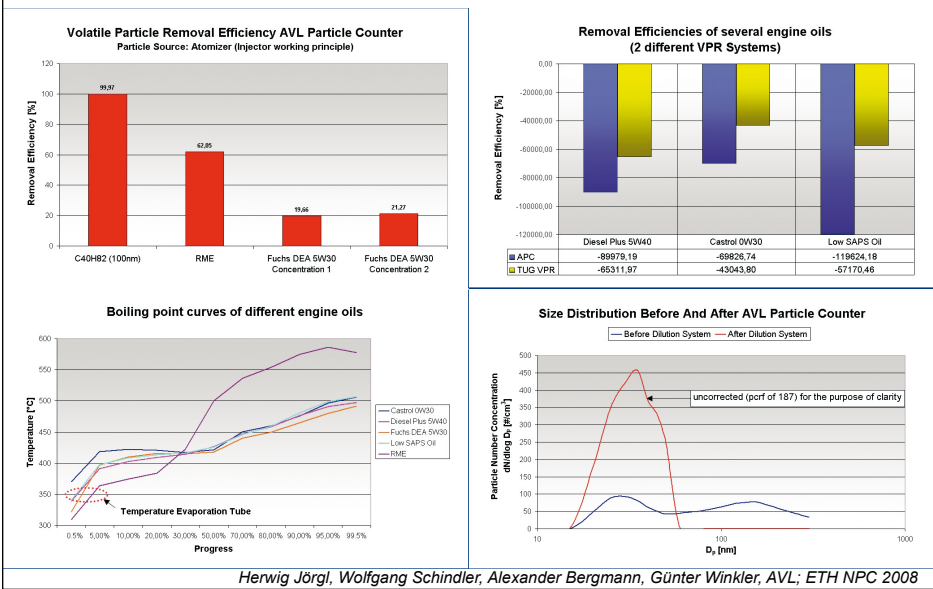 Volatile Particle Removal Efficiency AVL Particle Counter
Particle Source: Atomizer (Injector working principle)
Removal Efficiency [%]
120
100
80
60
40
20
0
99,97
62,05
19,66
21,27
C40H82 (100nm)
RME
Fuchs DEA 5W30
Concentration 1
Fuchs DEA 5W30
Concentration 2
Removal Efficiencies of several engine oils
(2 different VPR Systems)
Removal Efficiency [%]
0,00
-20000,00
-40000,00
-60000,00
-80000,00
-100000,00
-120000,00
Diesel Plus 5W40 Castrol 0W30 Low SAPS Oil
APC -89979,19 -69826,74 -119624,18
TUG VPR -65311,97 -43043,80 -57170,46
Boiling point curves of different engine oils
Temperature [°C]
600
550
500
450
400
350
300
Temperature Evaporation Tube
0.5% 5,00% 10,00% 20,00% 30,00% 50,00% 70,00% 80,00% 90,00% 95,00% 99.5%
Progress
Castrol 0W30
Diesel Plus 5W40
Fuchs DEA 5W30
Low SAPS Oil
RME
Size Distribution Before And After AVL Particle Counter
Before Dilution System After Dilution System
Particle Number Concentration
dN/dlog Dp [#/cm³]
500
450
400
350
300
250
200
150
100
50
0
uncorrected (pcrf of 187) for the purpose of clarity
10 100 1000
Dp [nm]
Herwig Jörgl, Wolfgang Schindler, Alexander Bergmann, Günter Winkler, AVL; ETH NPC 2008